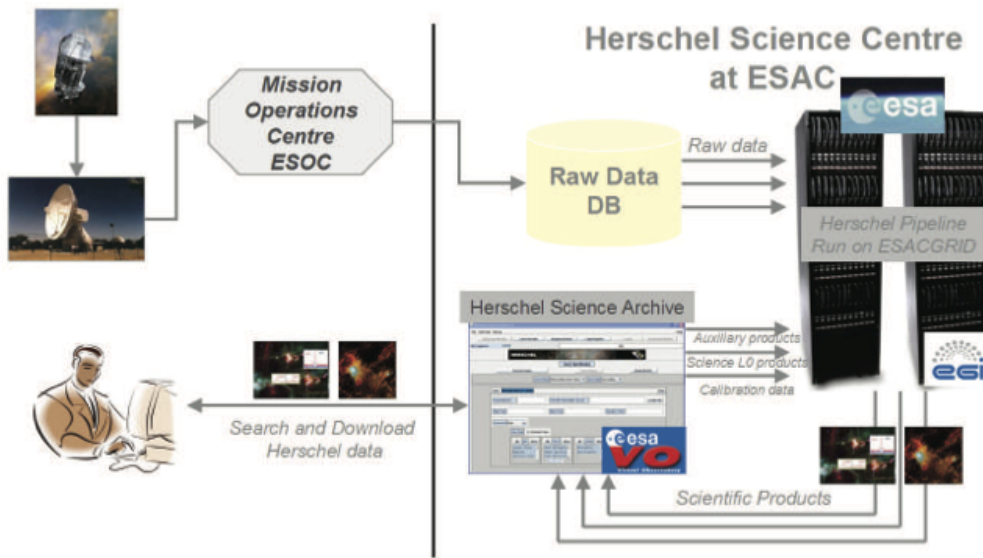 Herschel Science Centre
at ESAC
esa
Mission
Operations
Centre
ESOC
Raw Data
DB
Raw data
Herschel Pipeline
Run on ESACGRID
Herschel Science Archive
HERSCHEL
Auxiliary products
Science L0 products
Calibration data
egi
Search and Download
Herschel data
esa
VO
Scientific Products